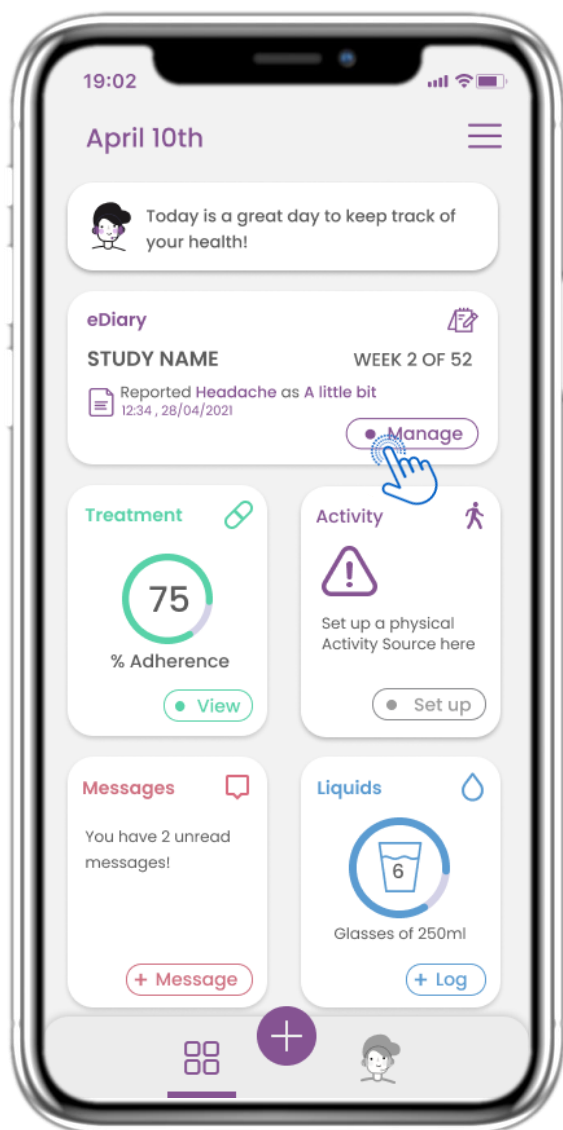 19:02
April 10th
Today is a great day to keep track of
your health!
eDiary
STUDY NAME
WEEK 2 OF 52
Reported Headache as A little bit
12:34 , 28/04/2021
Manage
Treatment
75
% Adherence
View
Activity
!
Set up a physical
Activity Source here
Set up
Messages
You have 2 unread
messages!
+ Message
Liquids
6
Glasses of 250ml
+ Log
+